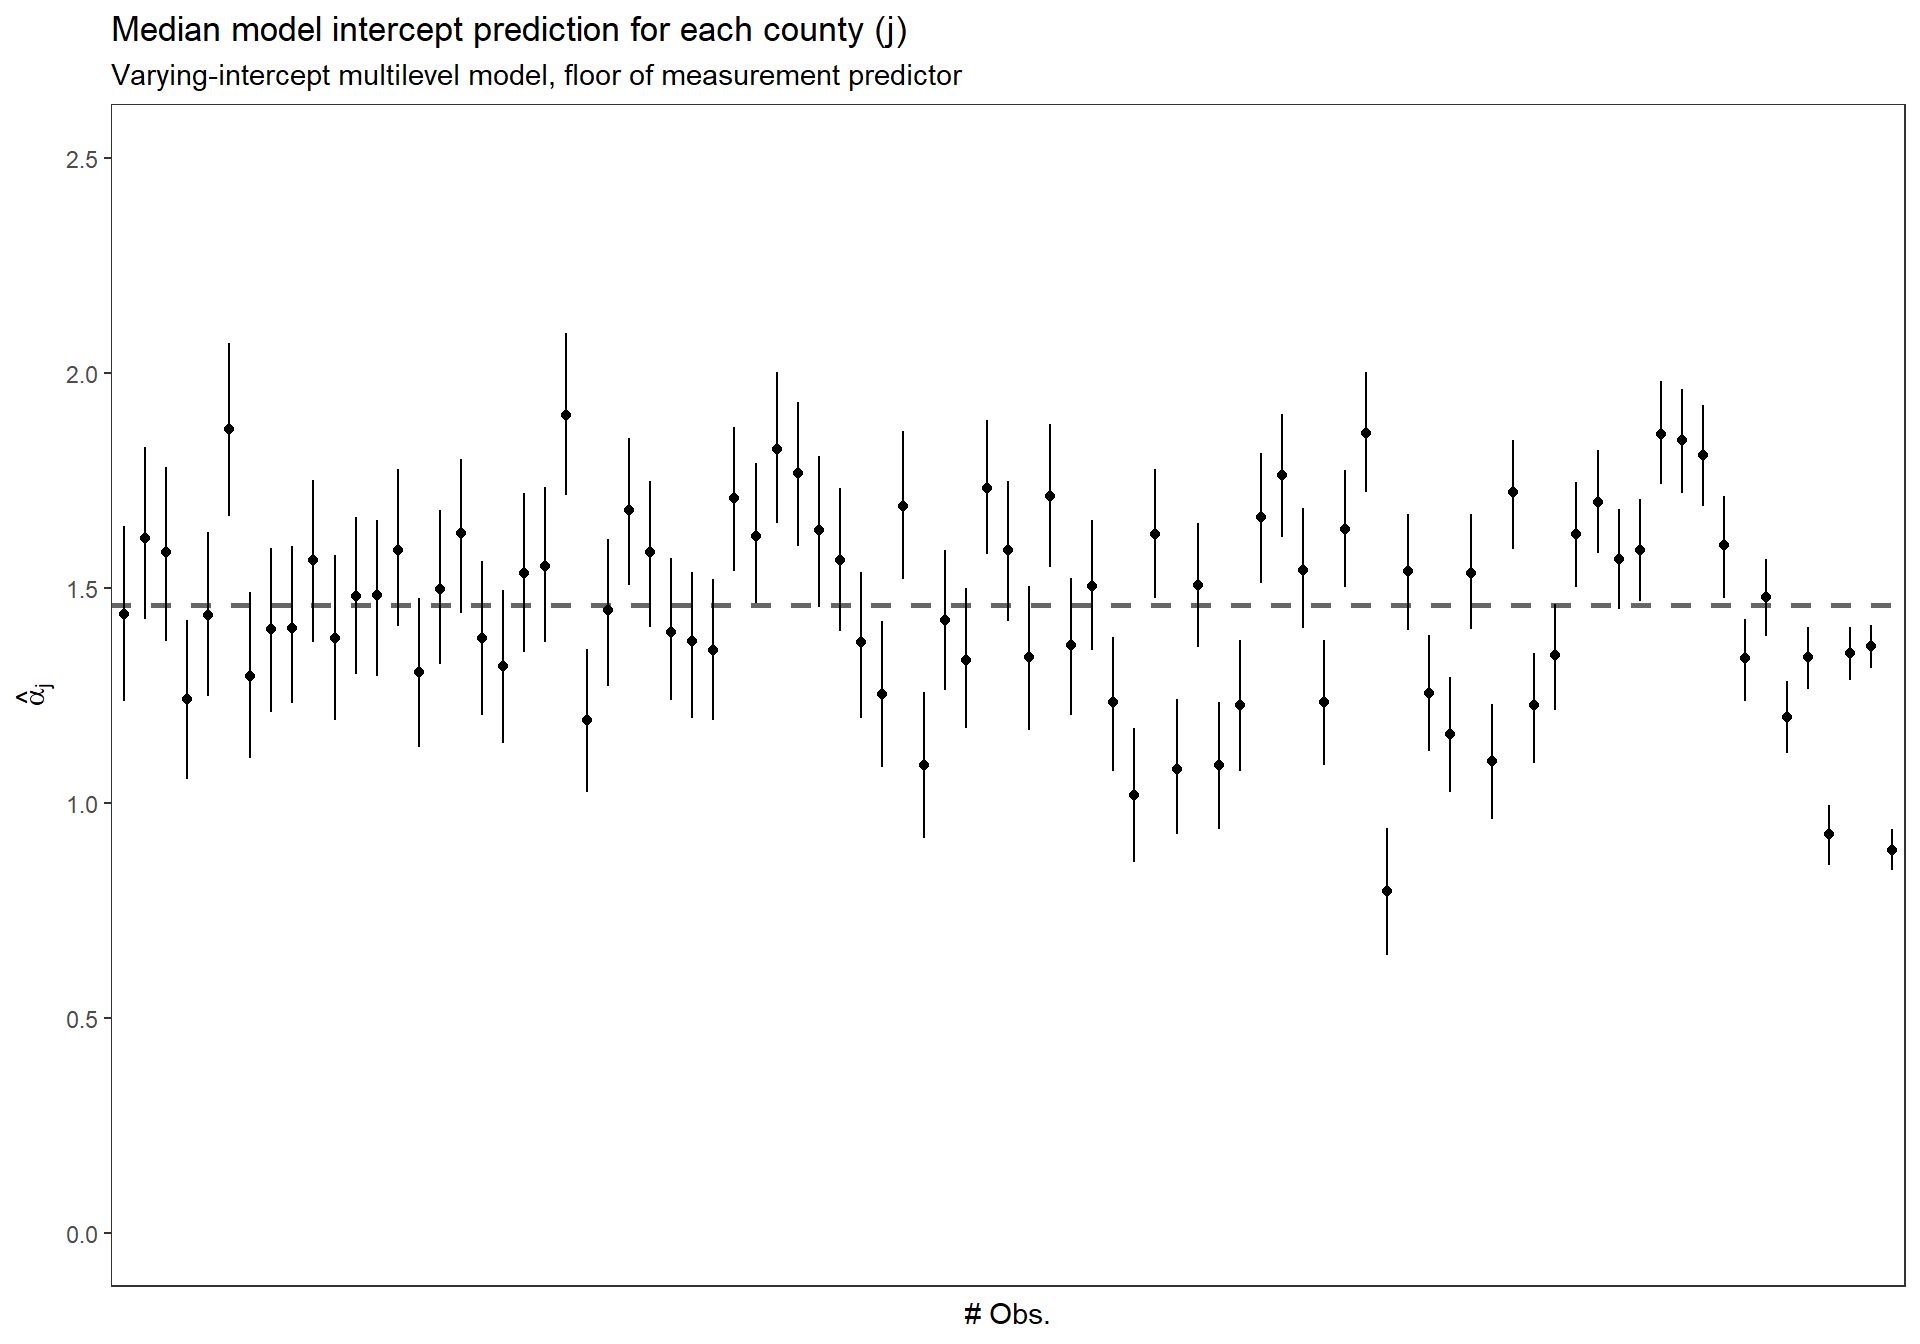 Median model intercept prediction for each county (j)
Varying-intercept multilevel model, floor of measurement predictor
2.5
2.0
1.5
1.0
0.5
0.0
α̂j
# Obs.